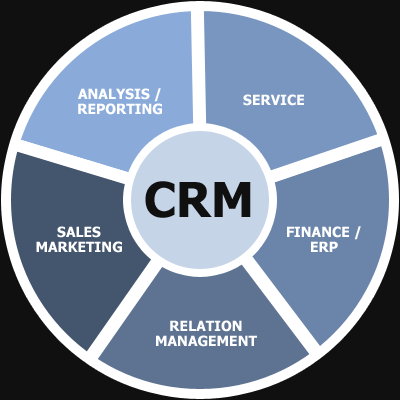 ANALYSIS /
REPORTING
SERVICE
CRM
SALES
MARKETING
FINANCE /
ERP
RELATION
MANAGEMENT